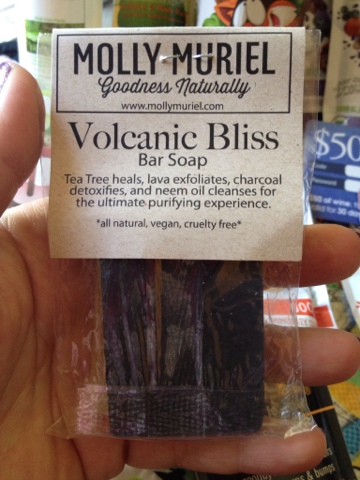 MOLLY MURIEL
Goodness Naturally
www.mollymuriel.com
Volcanic Bliss
Bar Soap
Tea Tree heals, lava exfoliates, charcoal
detoxifies, and neem oil cleanses for
the ultimate purifying experience.
*all natural, vegan, cruelty free*
$50
& bumps